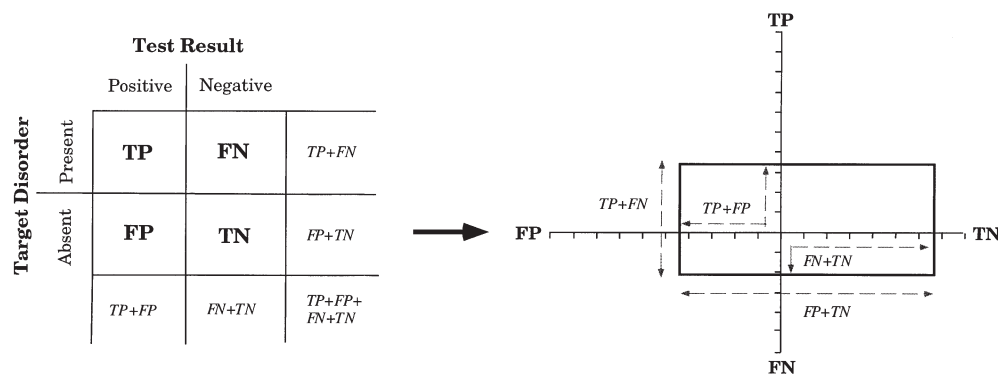 Test Result
Positive Negative
Target Disorder
Present
TP FN TP+FN
Absent
FP TN FP+TN
TP+FP FN+TN TP+FP+
FN+TN
TP
TP+FN
TP+FP
FP
TN
FN+TN
FP+TN
FN